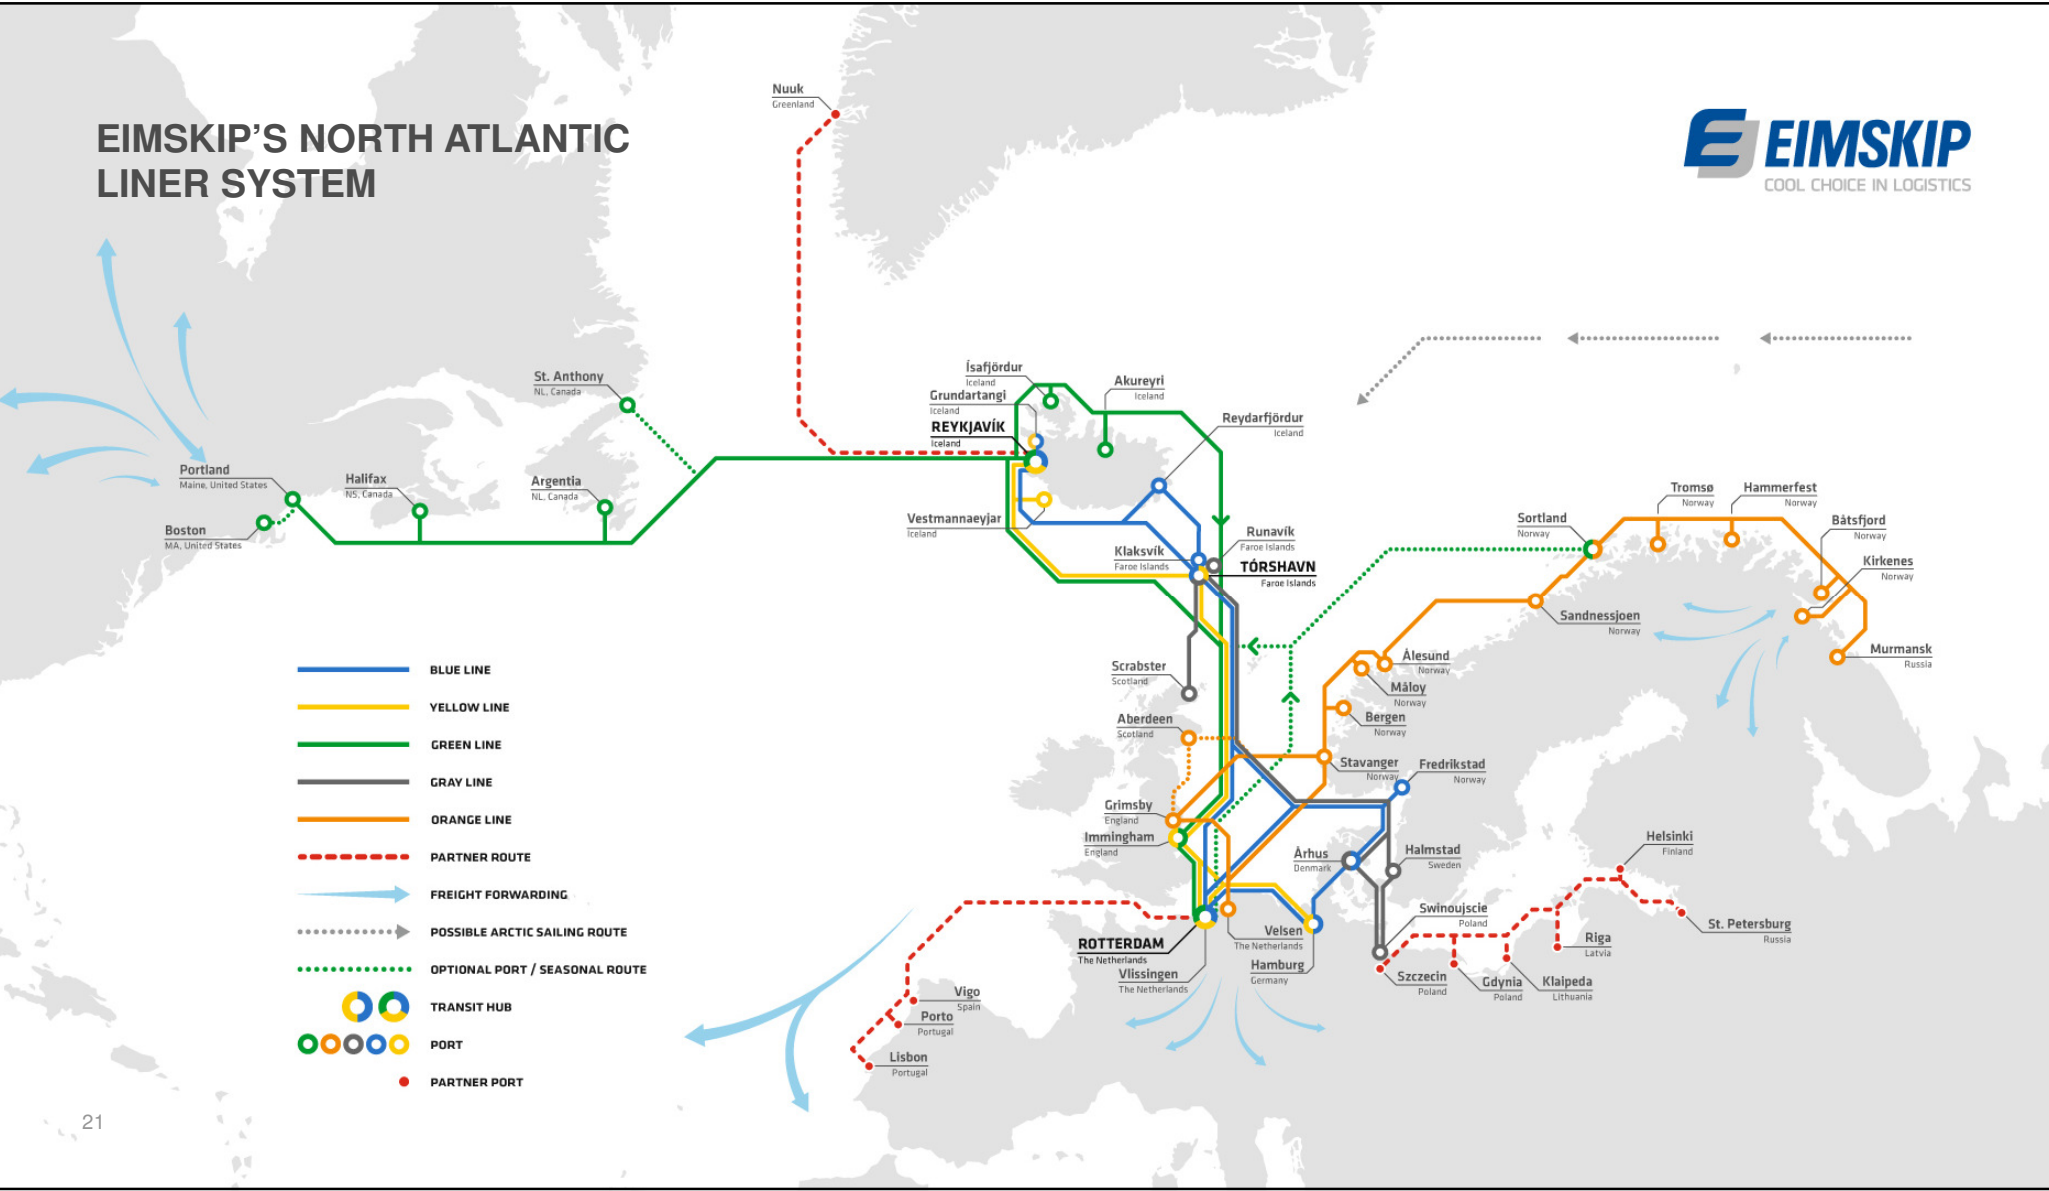 EIMSKIP'S NORTH ATLANTIC
LINER SYSTEM
EIMSKIP
COOL CHOICE IN LOGISTICS
Nuuk
Greenland
St. Anthony
NL, Canada
Portland
Maine, United States
Halifax
NS, Canada
Argentia
NL, Canada
Boston
MA, United States
Ísafjördur
Iceland
Grundartangi
Iceland
REYKJAVÍK
Iceland
Akureyri
Iceland
Reydarfjördur
Iceland
Vestmannaeyjar
Iceland
Klaksvík
Faroe Islands
Runavík
Faroe Islands
TÓRSHAVN
Faroe Islands
Scrabster
Scotland
Aberdeen
Scotland
Grimsby
England
Immingham
England
ROTTERDAM
The Netherlands
Vlissingen
The Netherlands
Velsen
The Netherlands
Hamburg
Germany
Århus
Denmark
Halmstad
Sweden
Swinoujscie
Poland
Szczecin
Poland
Gdynia
Poland
Klaipeda
Lithuania
Riga
Latvia
Helsinki
Finland
St. Petersburg
Russia
Fredrikstad
Norway
Stavanger
Norway
Bergen
Norway
Måloy
Norway
Ålesund
Norway
Sandnessjoen
Norway
Sortland
Norway
Tromsø
Norway
Hammerfest
Norway
Båtsfjord
Norway
Kirkenes
Norway
Murmansk
Russia
Vigo
Spain
Porto
Portugal
Lisbon
Portugal
BLUE LINE
YELLOW LINE
GREEN LINE
GRAY LINE
ORANGE LINE
PARTNER ROUTE
FREIGHT FORWARDING
POSSIBLE ARCTIC SAILING ROUTE
OPTIONAL PORT / SEASONAL ROUTE
TRANSIT HUB
PORT
PARTNER PORT
21